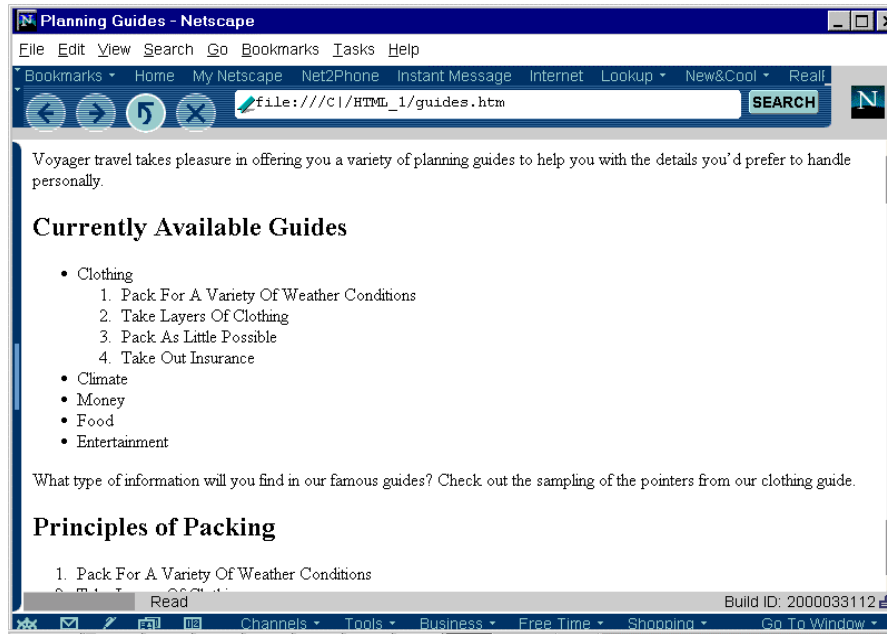 Planning Guides - Netscape
File Edit View Search Go Bookmarks Tasks Help
Bookmarks Home My Netscape Net2Phone Instant Message Internet Lookup New&Cool
file:///C|/HTML_1/guides.htm SEARCH N
Voyager travel takes pleasure in offering you a variety of planning guides to help you with the details you'd prefer to handle
personally.
Currently Available Guides
• Clothing
1. Pack For A Variety Of Weather Conditions
2. Take Layers Of Clothing
3. Pack As Little Possible
4. Take Out Insurance
• Climate
• Money
• Food
• Entertainment
What type of information will you find in our famous guides? Check out the sampling of the pointers from our clothing guide.
Principles of Packing
1. Pack For A Variety Of Weather Conditions
Read Build ID: 2000033112
Channels Tools Business Free Time Shopping Go To Window